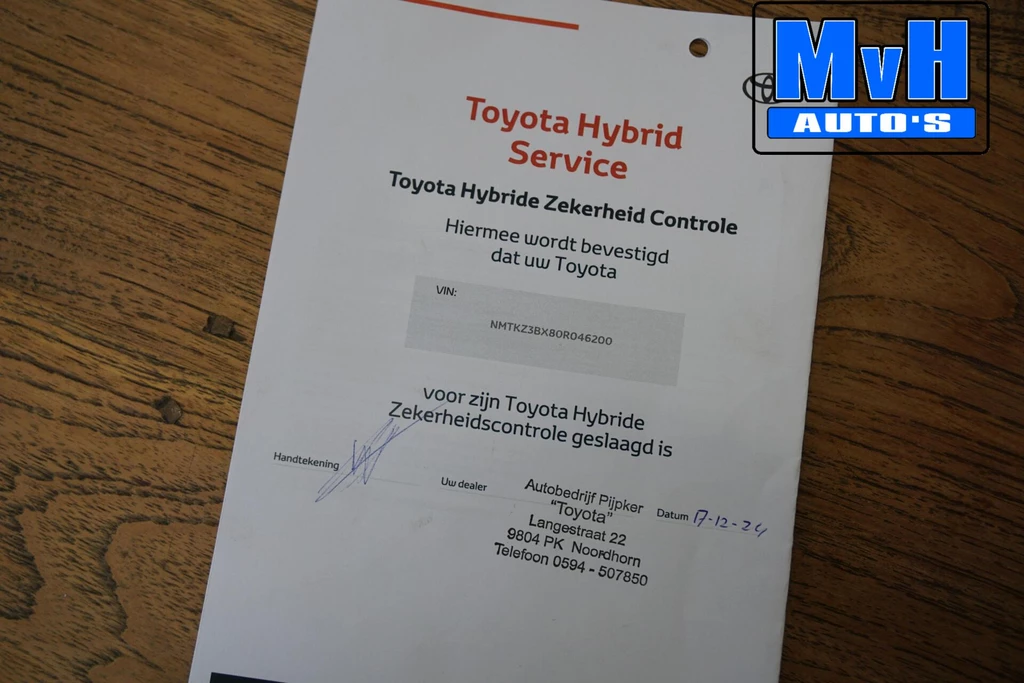 MvH
AUTO'S
Toyota Hybrid
Service
Toyota Hybride Zekerheid Controle
Hiermee wordt bevestigd
dat uw Toyota
VIN:
NMTKZ3BX80R046200
voor zijn Toyota Hybride
Zekerheidscontrole geslaagd is
Handtekening
Uw dealer
Autobedrijf Pijpker
"Toyota"
Langestraat 22
9804 PK Noordhorn
Telefoon 0594 - 507850
Datum 17-12-24